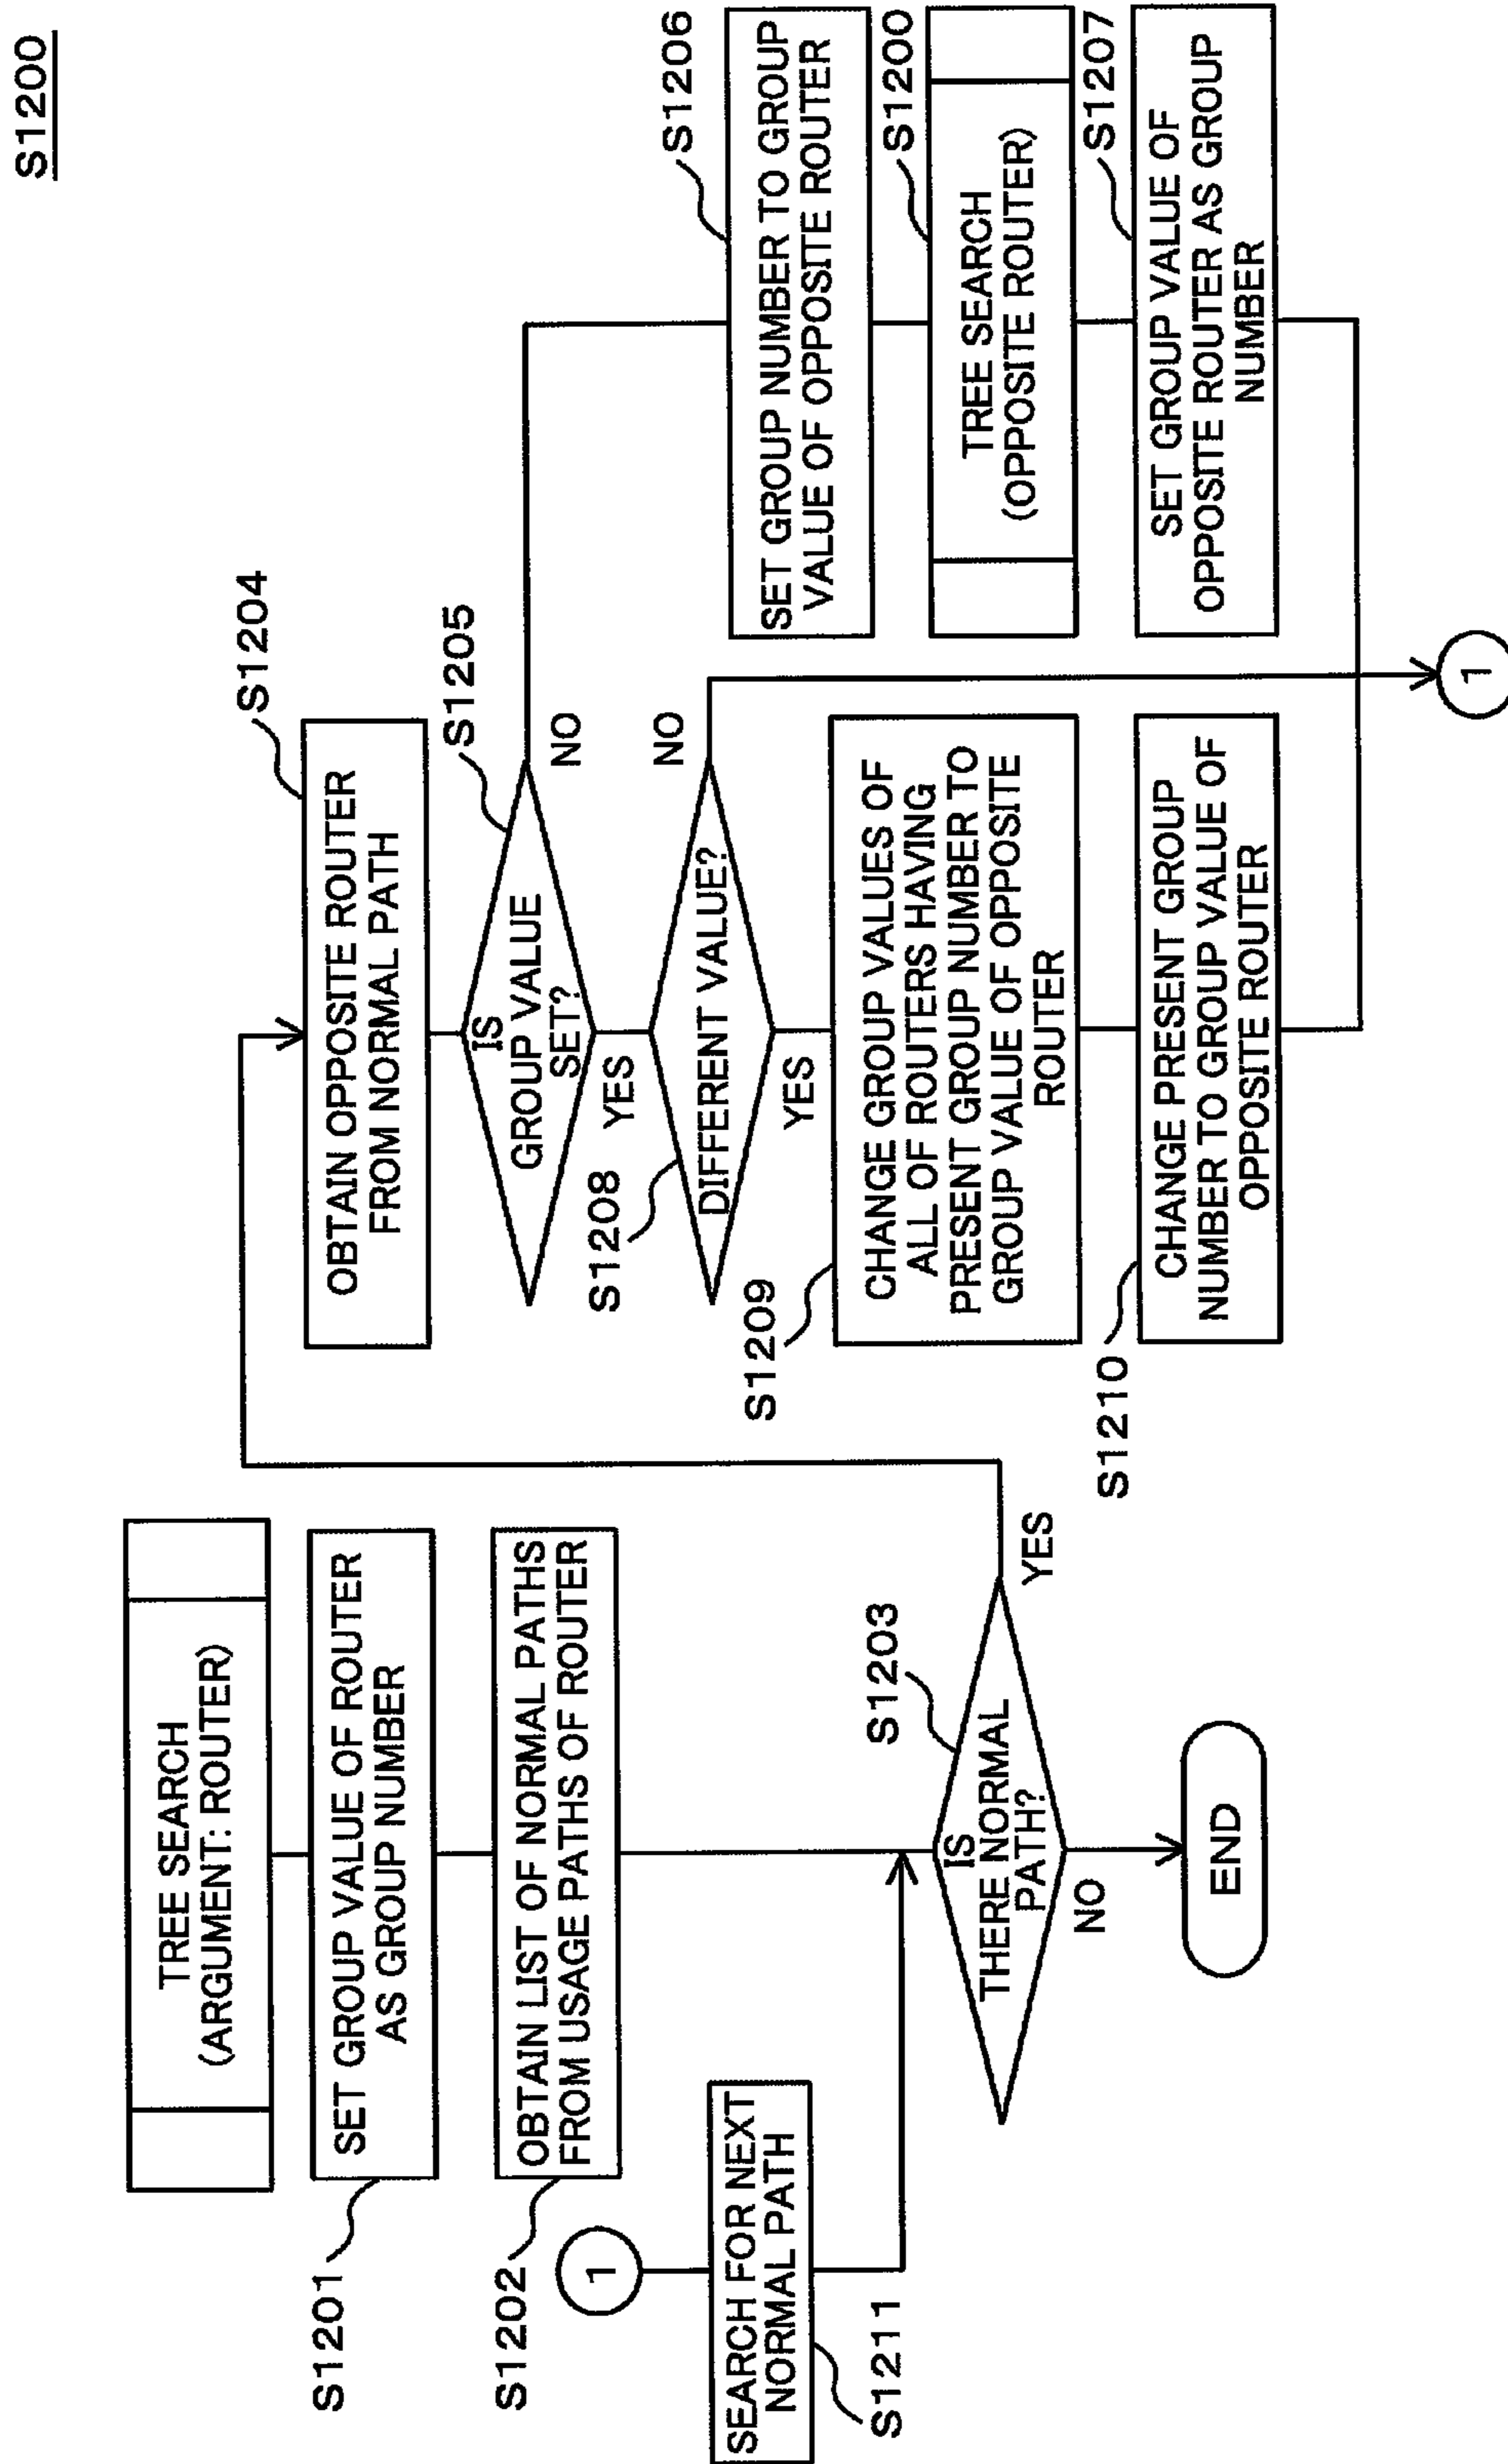 S1200
TREE SEARCH
(ARGUMENT: ROUTER)
S1201
SET GROUP VALUE OF ROUTER
AS GROUP NUMBER
S1202
OBTAIN LIST OF NORMAL PATHS
FROM USAGE PATHS OF ROUTER
1
SEARCH FOR NEXT
NORMAL PATH
S1211
S1203
IS
THERE NORMAL
PATH?
YES
NO
END
S1204
OBTAIN OPPOSITE ROUTER
FROM NORMAL PATH
S1205
IS
GROUP VALUE
SET?
NO
YES
S1208
DIFFERENT VALUE?
NO
YES
S1209
CHANGE GROUP VALUES OF
ALL OF ROUTERS HAVING
PRESENT GROUP NUMBER TO
GROUP VALUE OF OPPOSITE
ROUTER
S1210
CHANGE PRESENT GROUP
NUMBER TO GROUP VALUE OF
OPPOSITE ROUTER
S1206
SET GROUP NUMBER TO GROUP
VALUE OF OPPOSITE ROUTER
S1200
TREE SEARCH
(OPPOSITE ROUTER)
S1207
SET GROUP VALUE OF
OPPOSITE ROUTER AS GROUP
NUMBER
1